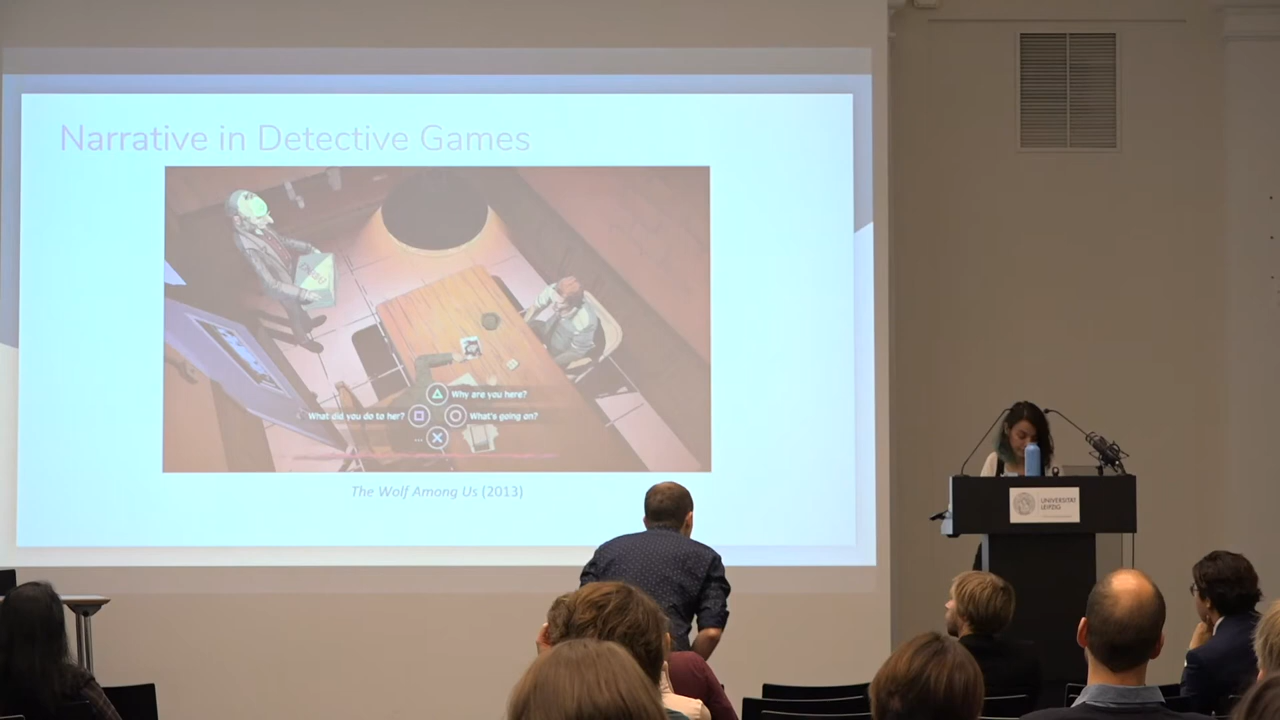 Narrative in Detective Games
Why are you here?
What did you do to her?
What's going on?
...
The Wolf Among Us (2013)
UNIVERSITÄT
LEIPZIG